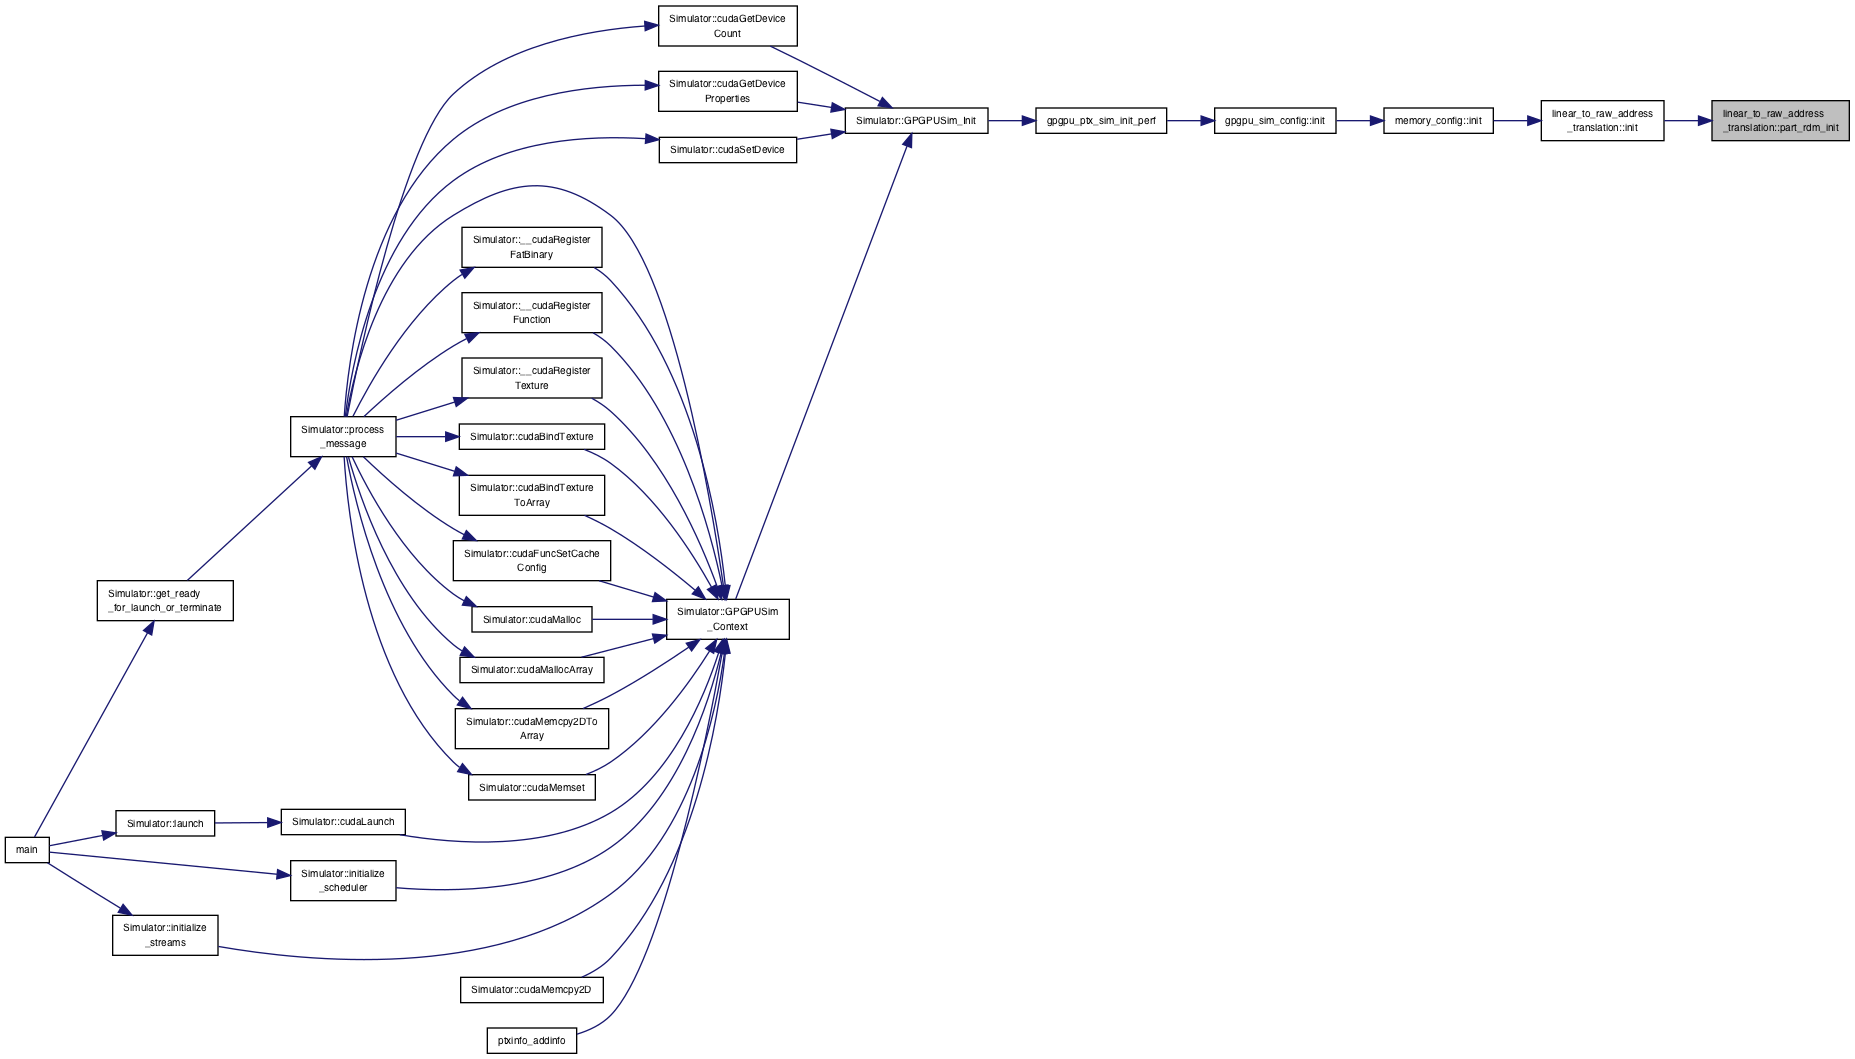 Simulator::cudaGetDevice
Count
Simulator::cudaGetDevice
Properties
Simulator::GPGPUSim_Init
gpgpu_ptx_sim_init_perf
gpgpu_sim_config::init
memory_config::init
linear_to_raw_address
_translation::init
linear_to_raw_address
_translation::part_rdm_init
Simulator::cudaSetDevice
Simulator::__cudaRegister
FatBinary
Simulator::__cudaRegister
Function
Simulator::__cudaRegister
Texture
Simulator::process
_message
Simulator::cudaBindTexture
Simulator::cudaBindTexture
ToArray
Simulator::cudaFuncSetCache
Config
Simulator::get_ready
_for_launch_or_terminate
Simulator::cudaMalloc
Simulator::GPGPUSim
_Context
Simulator::cudaMallocArray
Simulator::cudaMemcpy2DTo
Array
Simulator::cudaMemset
Simulator::launch
Simulator::cudaLaunch
main
Simulator::initialize
_scheduler
Simulator::initialize
_streams
Simulator::cudaMemcpy2D
ptxinfo_addinfo